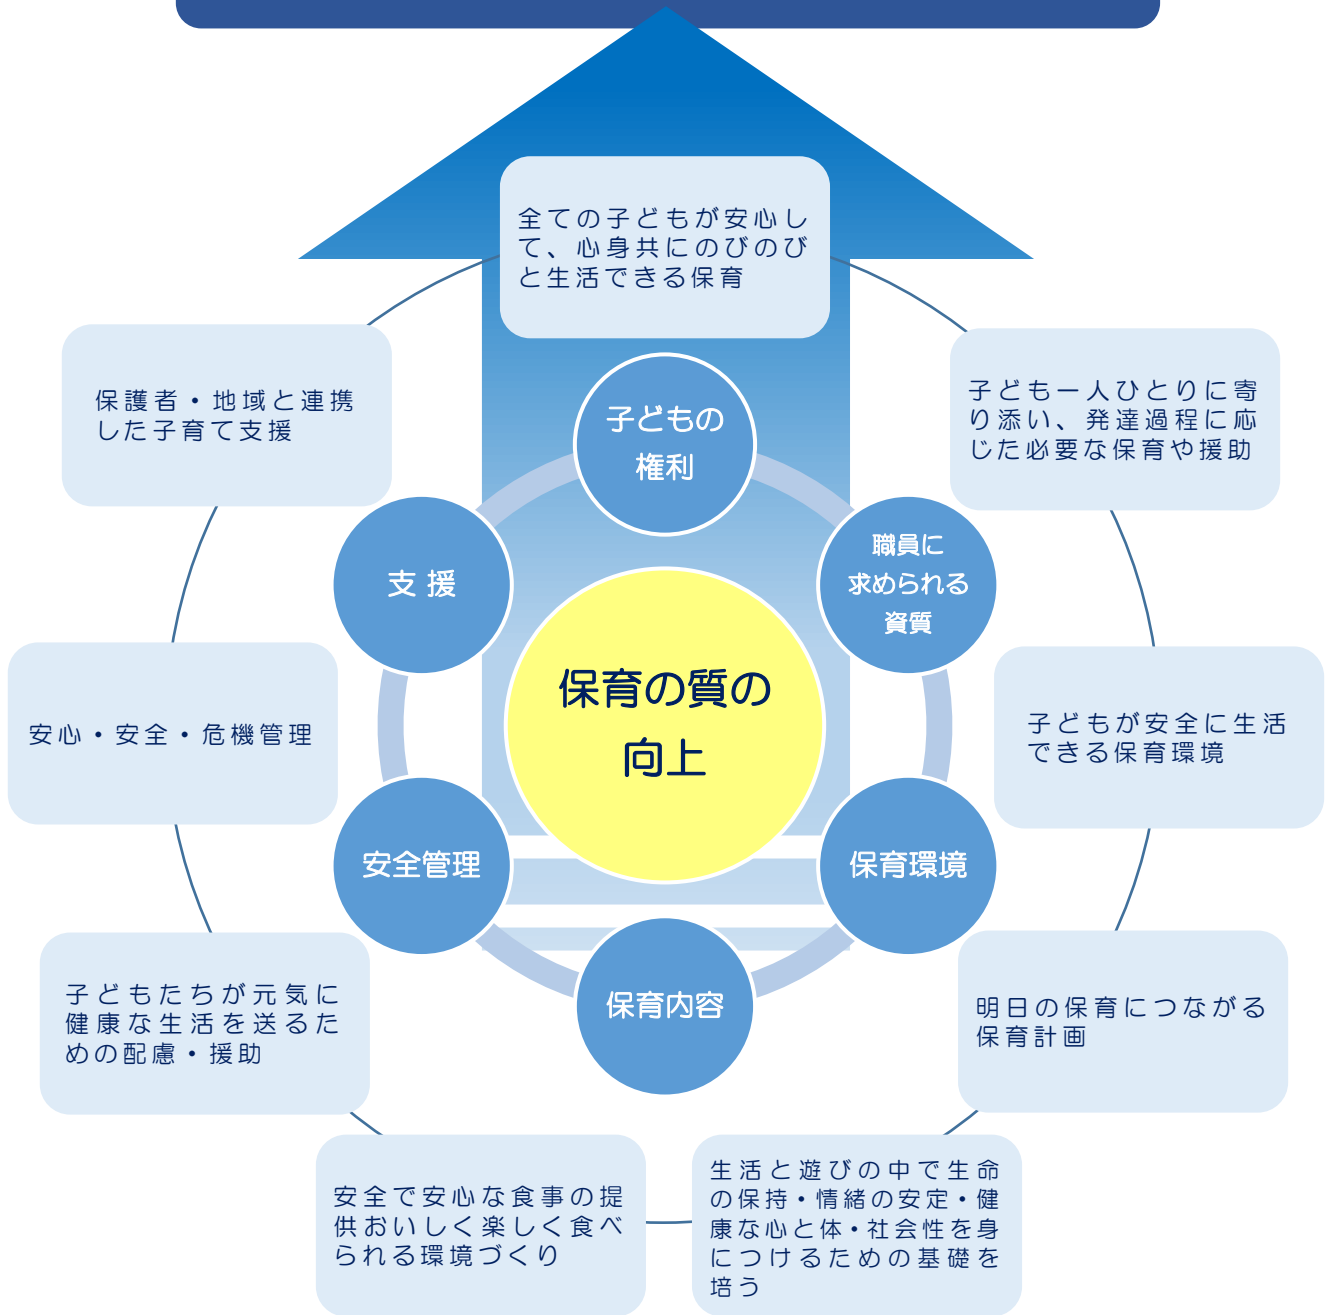 全ての子どもが安心し
て、心身共にのびのび
と生活できる保育
保護者・地域と連携
した子育て支援
子ども一人ひとりに寄
り添い、発達過程に応
じた必要な保育や援助
子どもの
権利
支 援
職員に
求められる
資質
保育の質の
向上
安心・安全・危機管理
子どもが安全に生活
できる保育環境
安全管理
保育環境
保育内容
子どもたちが元気に
健康な生活を送るた
めの配慮・援助
明日の保育につながる
保育計画
安全で安心な食事の提
供おいしく楽しく食べ
られる環境づくり
生活と遊びの中で生命
の保持・情緒の安定・健
康な心と体・社会性を身
につけるための基礎を
培う